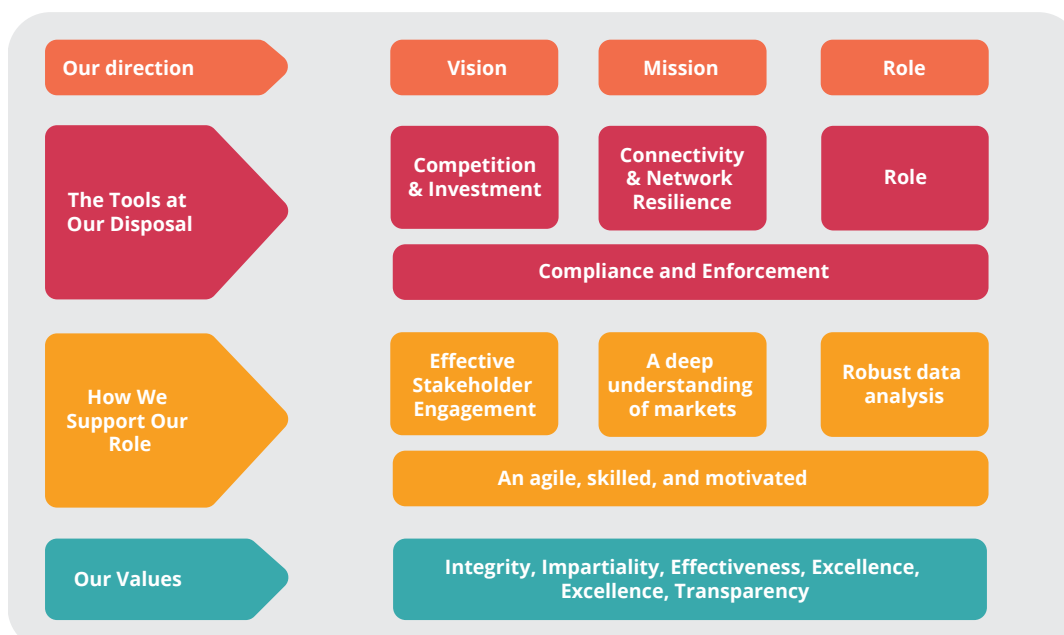 Our direction
Vision
Mission
Role
The Tools at
Our Disposal
Competition
& Investment
Connectivity
& Network
Resilience
Role
Compliance and Enforcement
How We
Support Our
Role
Effective
Stakeholder
Engagement
A deep
understanding
of markets
Robust data
analysis
An agile, skilled, and motivated
Our Values
Integrity, Impartiality, Effectiveness, Excellence,
Excellence, Transparency